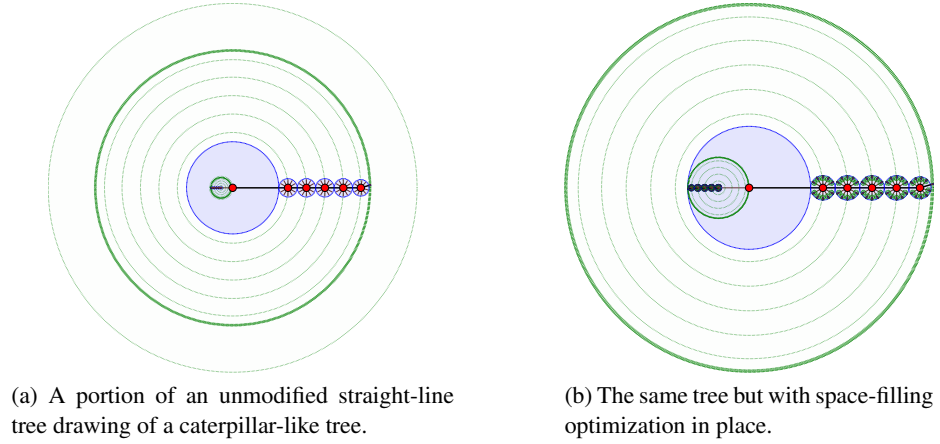 (a) A portion of an unmodified straight-line
tree drawing of a caterpillar-like tree.
(b) The same tree but with space-filling
optimization in place.